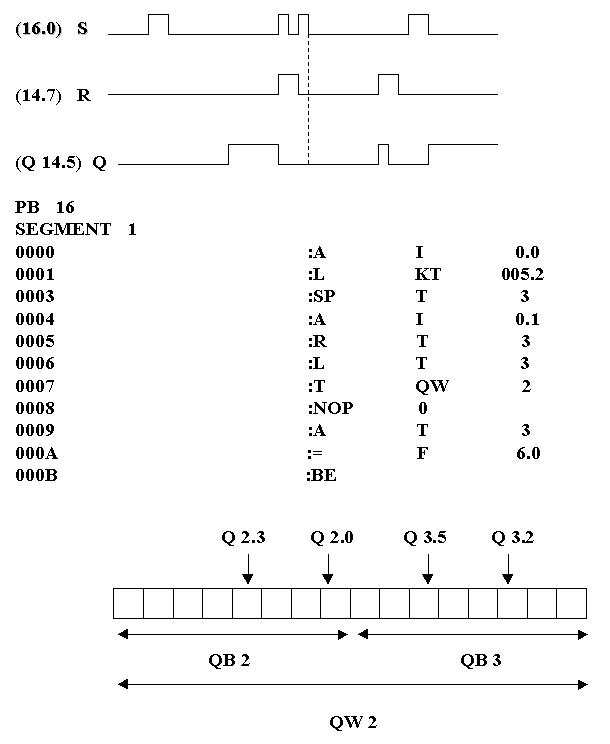 (16.0) S
(14.7) R
(Q 14.5) Q
PB 16
SEGMENT 1
0000 :A I 0.0
0001 :L KT 005.2
0003 :SP T 3
0004 :A I 0.1
0005 :R T 3
0006 :L T 3
0007 :T QW 2
0008 :NOP 0
0009 :A T 3
000A := F 6.0
000B :BE
Q 2.3 Q 2.0 Q 3.5 Q 3.2
QB 2 QB 3
QW 2